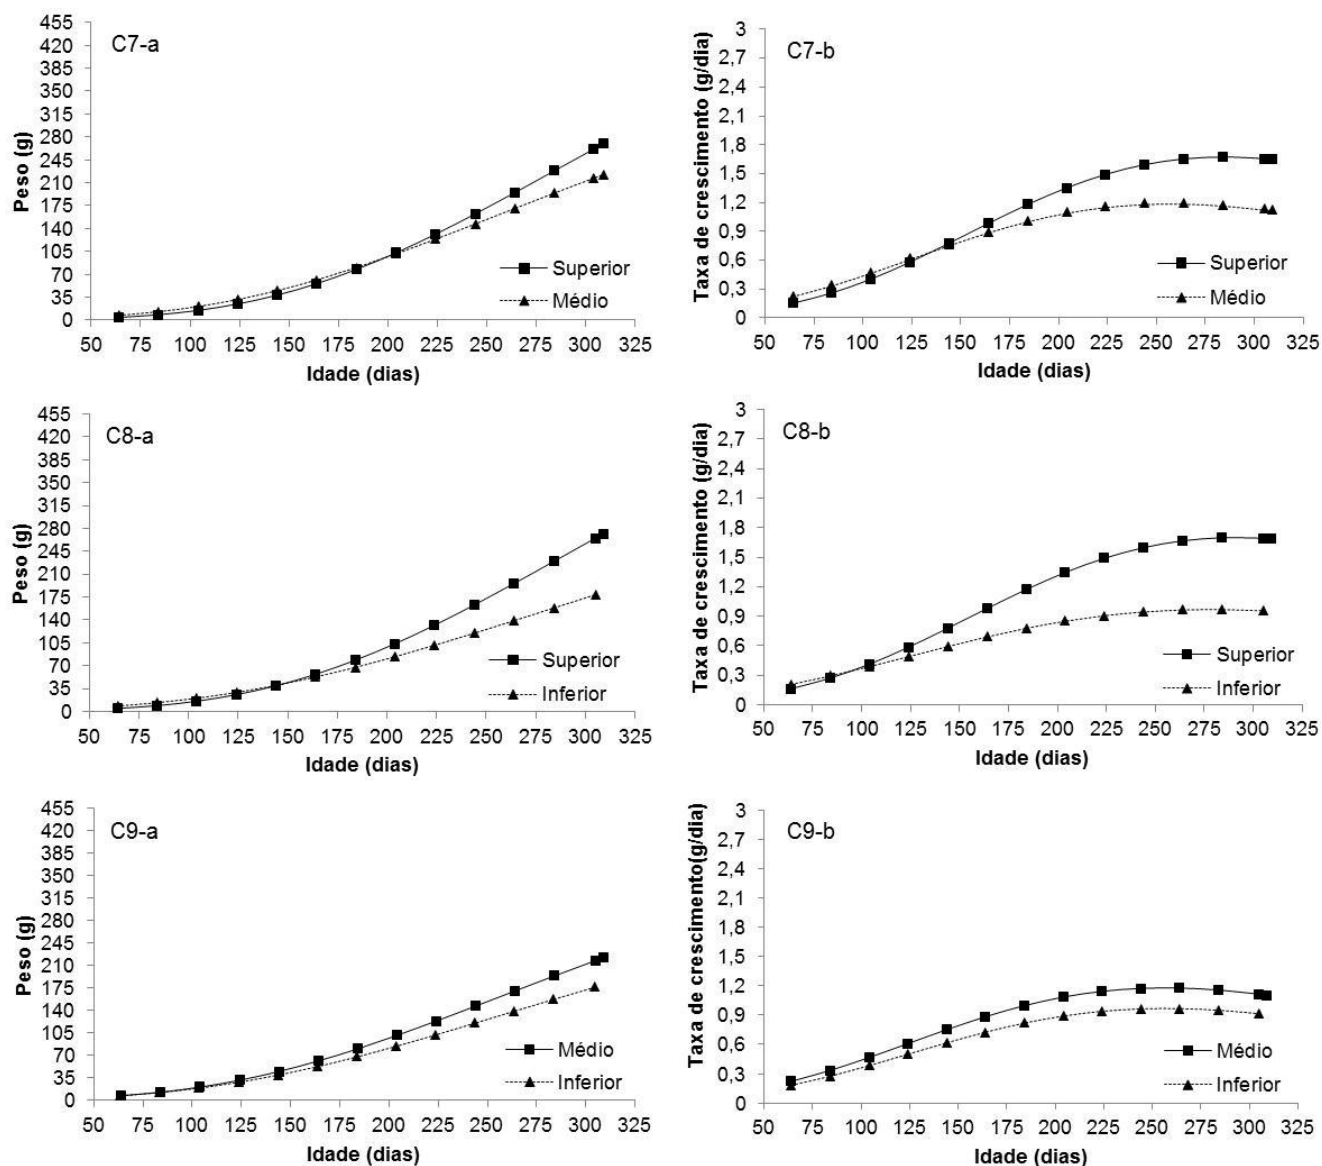 C7-a
Peso (g)
455
420
385
350
315
280
245
210
175
140
105
70
35
0
Superior
Médio
50 75 100 125 150 175 200 225 250 275 300 325
Idade (dias)
C7-b
Taxa de crescimento (g/dia)
3
2,7
2,4
2,1
1,8
1,5
1,2
0,9
0,6
0,3
0
Superior
Médio
50 75 100 125 150 175 200 225 250 275 300 325
Idade (dias)
C8-a
Peso (g)
455
420
385
350
315
280
245
210
175
140
105
70
35
0
Superior
Inferior
50 75 100 125 150 175 200 225 250 275 300 325
Idade (dias)
C8-b
Taxa de crescimento (g/dia)
3
2,7
2,4
2,1
1,8
1,5
1,2
0,9
0,6
0,3
0
Superior
Inferior
50 75 100 125 150 175 200 225 250 275 300 325
Idade (dias)
C9-a
Peso (g)
455
420
385
350
315
280
245
210
175
140
105
70
35
0
Médio
Inferior
50 75 100 125 150 175 200 225 250 275 300 325
Idade (dias)
C9-b
Taxa de crescimento(g/dia)
3
2,7
2,4
2,1
1,8
1,5
1,2
0,9
0,6
0,3
0
Médio
Inferior
50 75 100 125 150 175 200 225 250 275 300 325
Idade (dias)